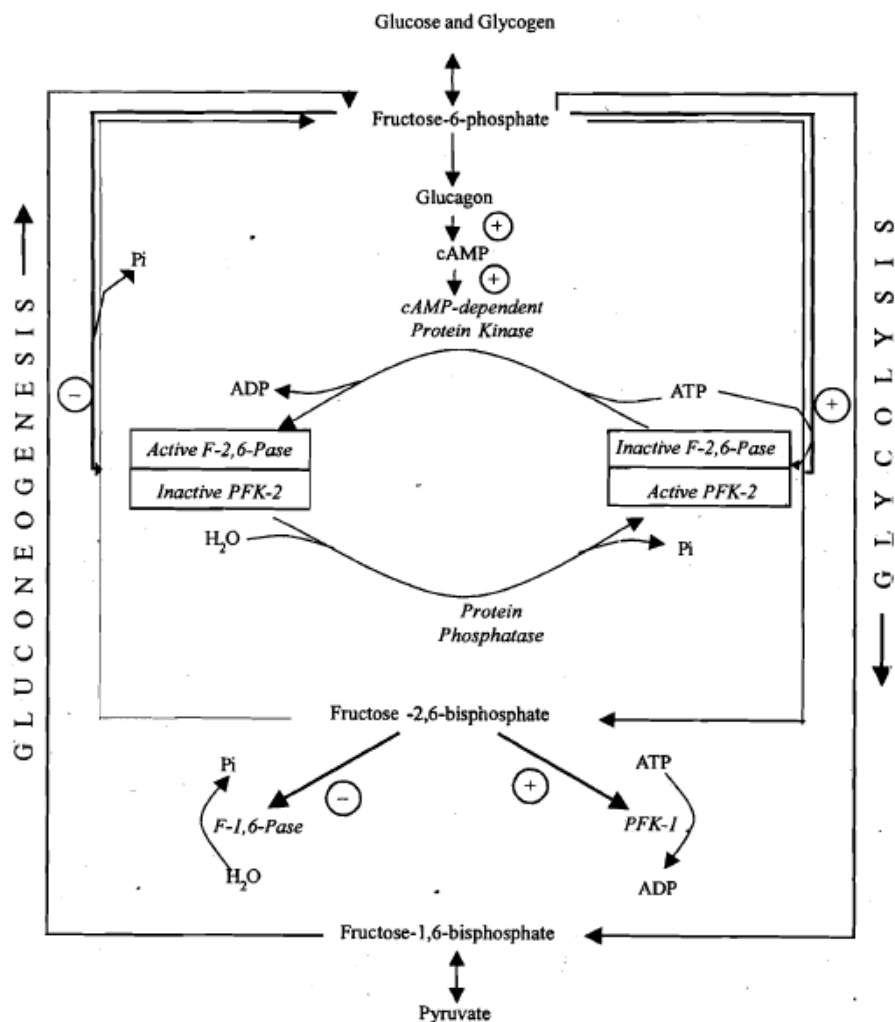 Glucose and Glycogen
Fructose-6-phosphate
Glucagon
+
cAMP
+
cAMP-dependent
Protein Kinase
Pi
GLUCONEOGENESIS
GLYCOLYSIS
−
+
ADP
ATP
Active F-2,6-Pase
Inactive PFK-2
Inactive F-2,6-Pase
Active PFK-2
H₂O
Pi
Protein
Phosphatase
Fructose -2,6-bisphosphate
Pi
−
+
ATP
F-1,6-Pase
PFK-1
H₂O
ADP
Fructose-1,6-bisphosphate
Pyruvate